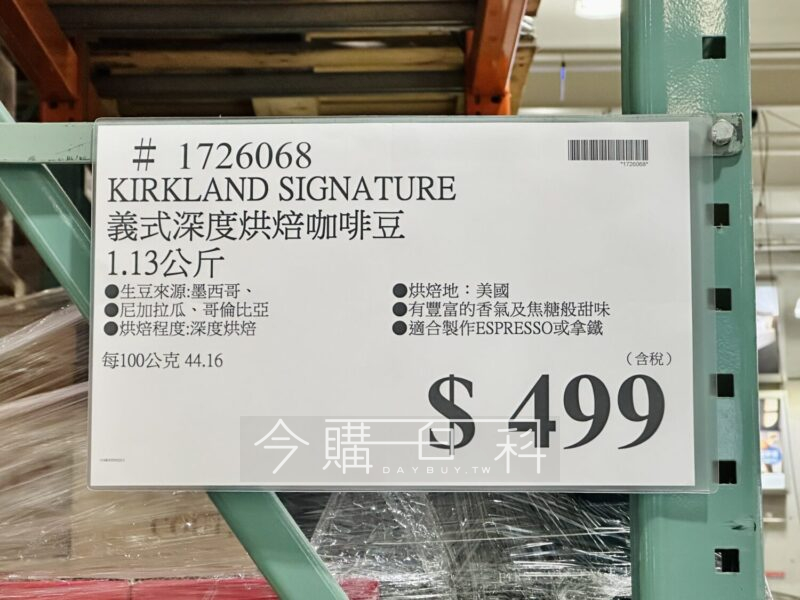 # 1726068
*1726068*
KIRKLAND SIGNATURE
義式深度烘焙咖啡豆
1.13公斤
●生豆來源:墨西哥、
●尼加拉瓜、哥倫比亞
●烘焙程度:深度烘焙
●烘焙地：美國
●有豐富的香氣及焦糖般甜味
●適合製作ESPRESSO或拿鐵
每100公克 44.16
(含稅)
$ 499
今購百科
DAYBUY.TW